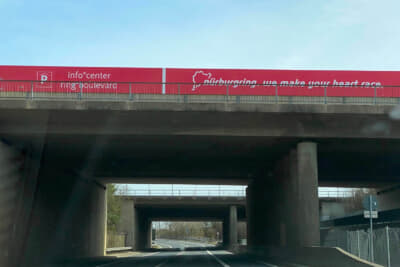 P
info°center
ring°boulevard
nürburgring. we make your heart race.